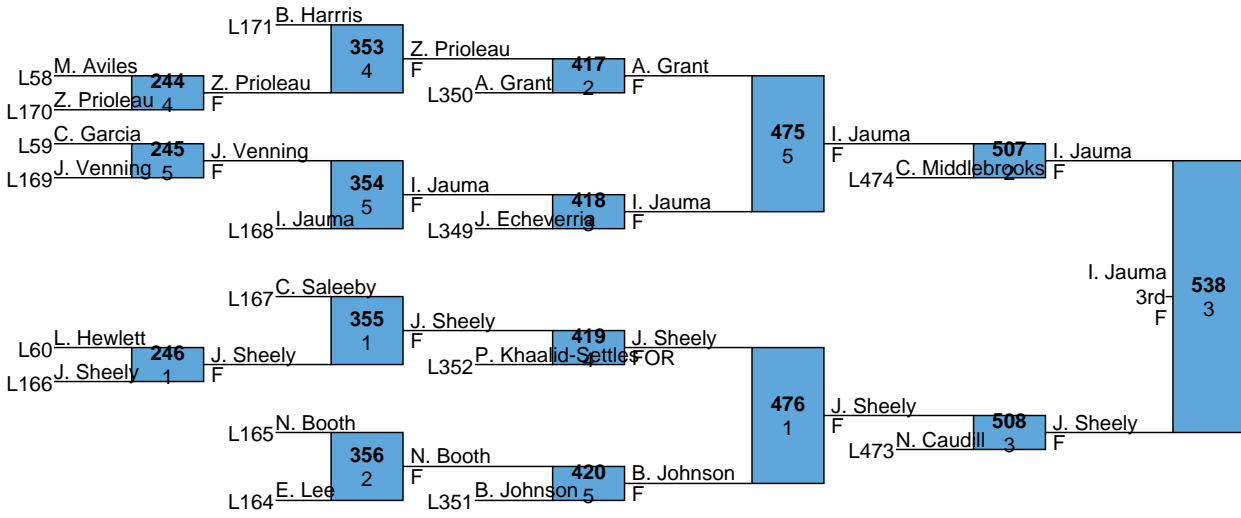 L171 B. Harrris
353
4
Z. Prioleau
F
L58 M. Aviles
244
4
Z. Prioleau
F
L170 Z. Prioleau
L350 A. Grant
417
2
A. Grant
F
L59 C. Garcia
245
5
J. Venning
F
L169 J. Venning
354
5
I. Jauma
F
L168 I. Jauma
L349 J. Echeverria
418
3
I. Jauma
F
475
5
I. Jauma
F
L474 C. Middlebrooks
507
2
I. Jauma
F
L167 C. Saleeby
355
1
J. Sheely
F
L60 L. Hewlett
246
1
J. Sheely
F
L166 J. Sheely
L352 P. Khaalid-Settles
419
4
J. Sheely
FOR
L165 N. Booth
356
2
N. Booth
F
L164 E. Lee
L351 B. Johnson
420
5
B. Johnson
F
476
1
J. Sheely
F
L473 N. Caudill
508
3
J. Sheely
F
I. Jauma
3rd
F
538
3